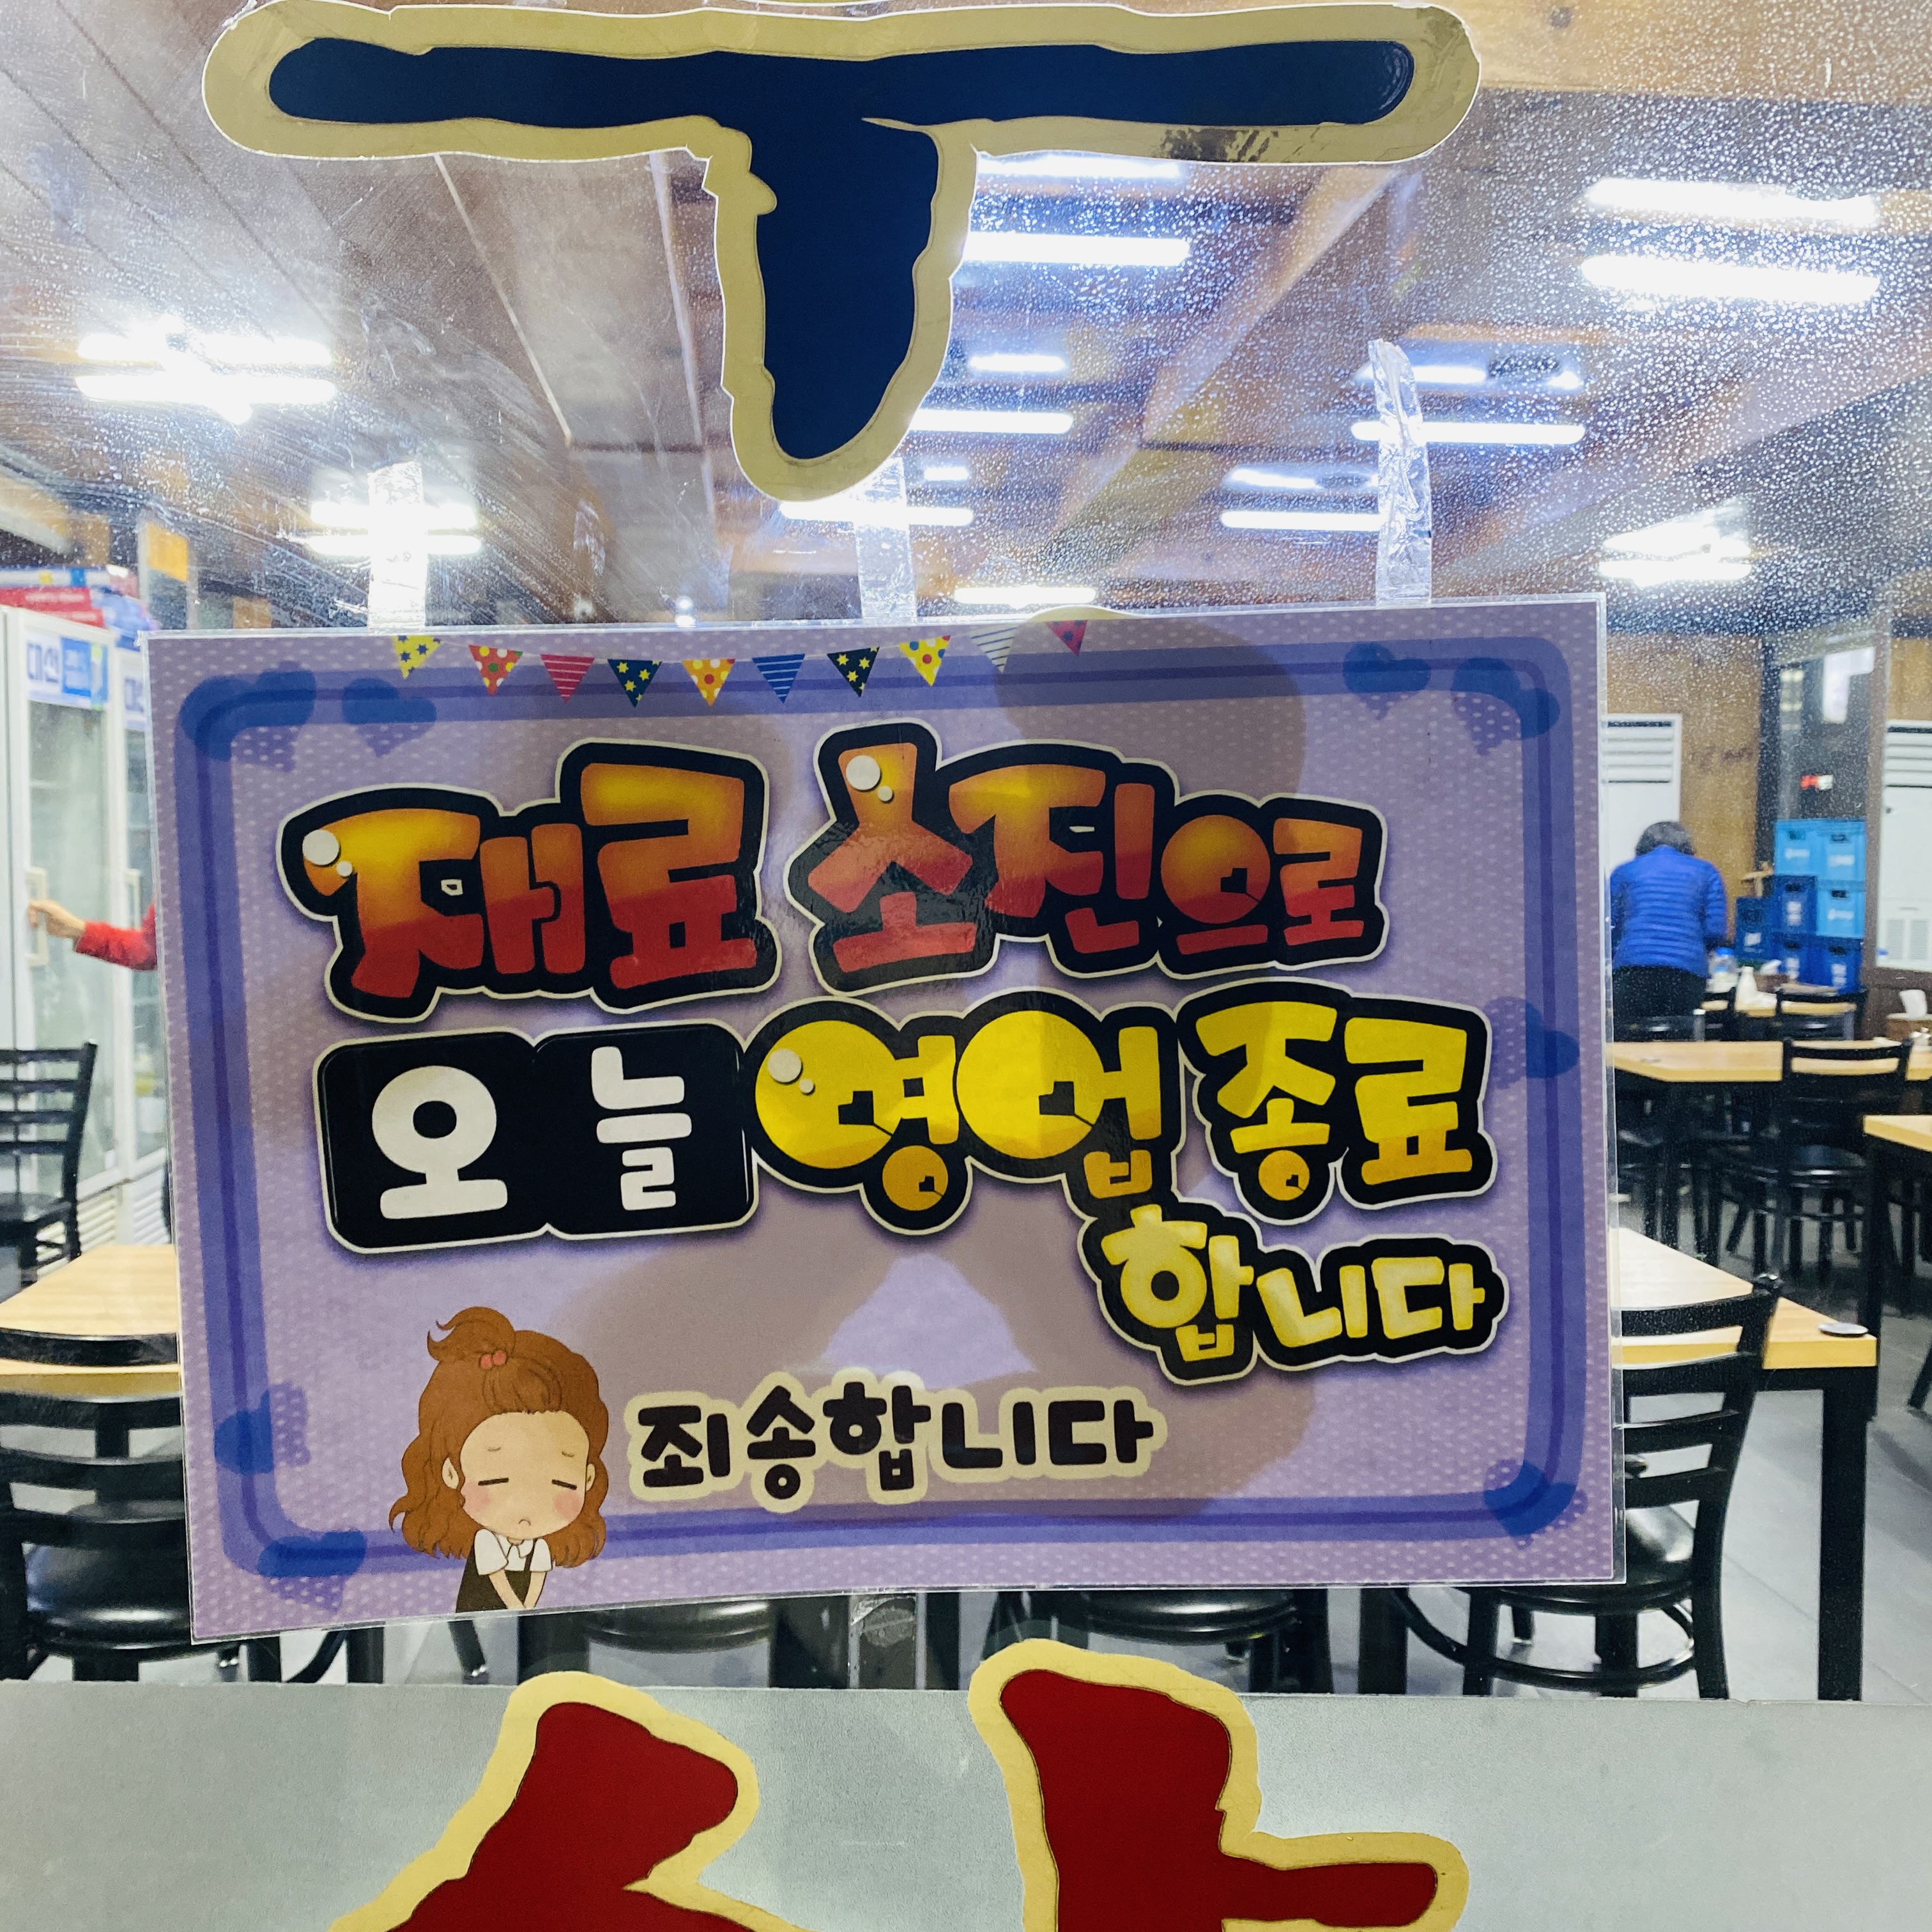 재료 소진으로
오늘 영업 종료
합니다
죄송합니다